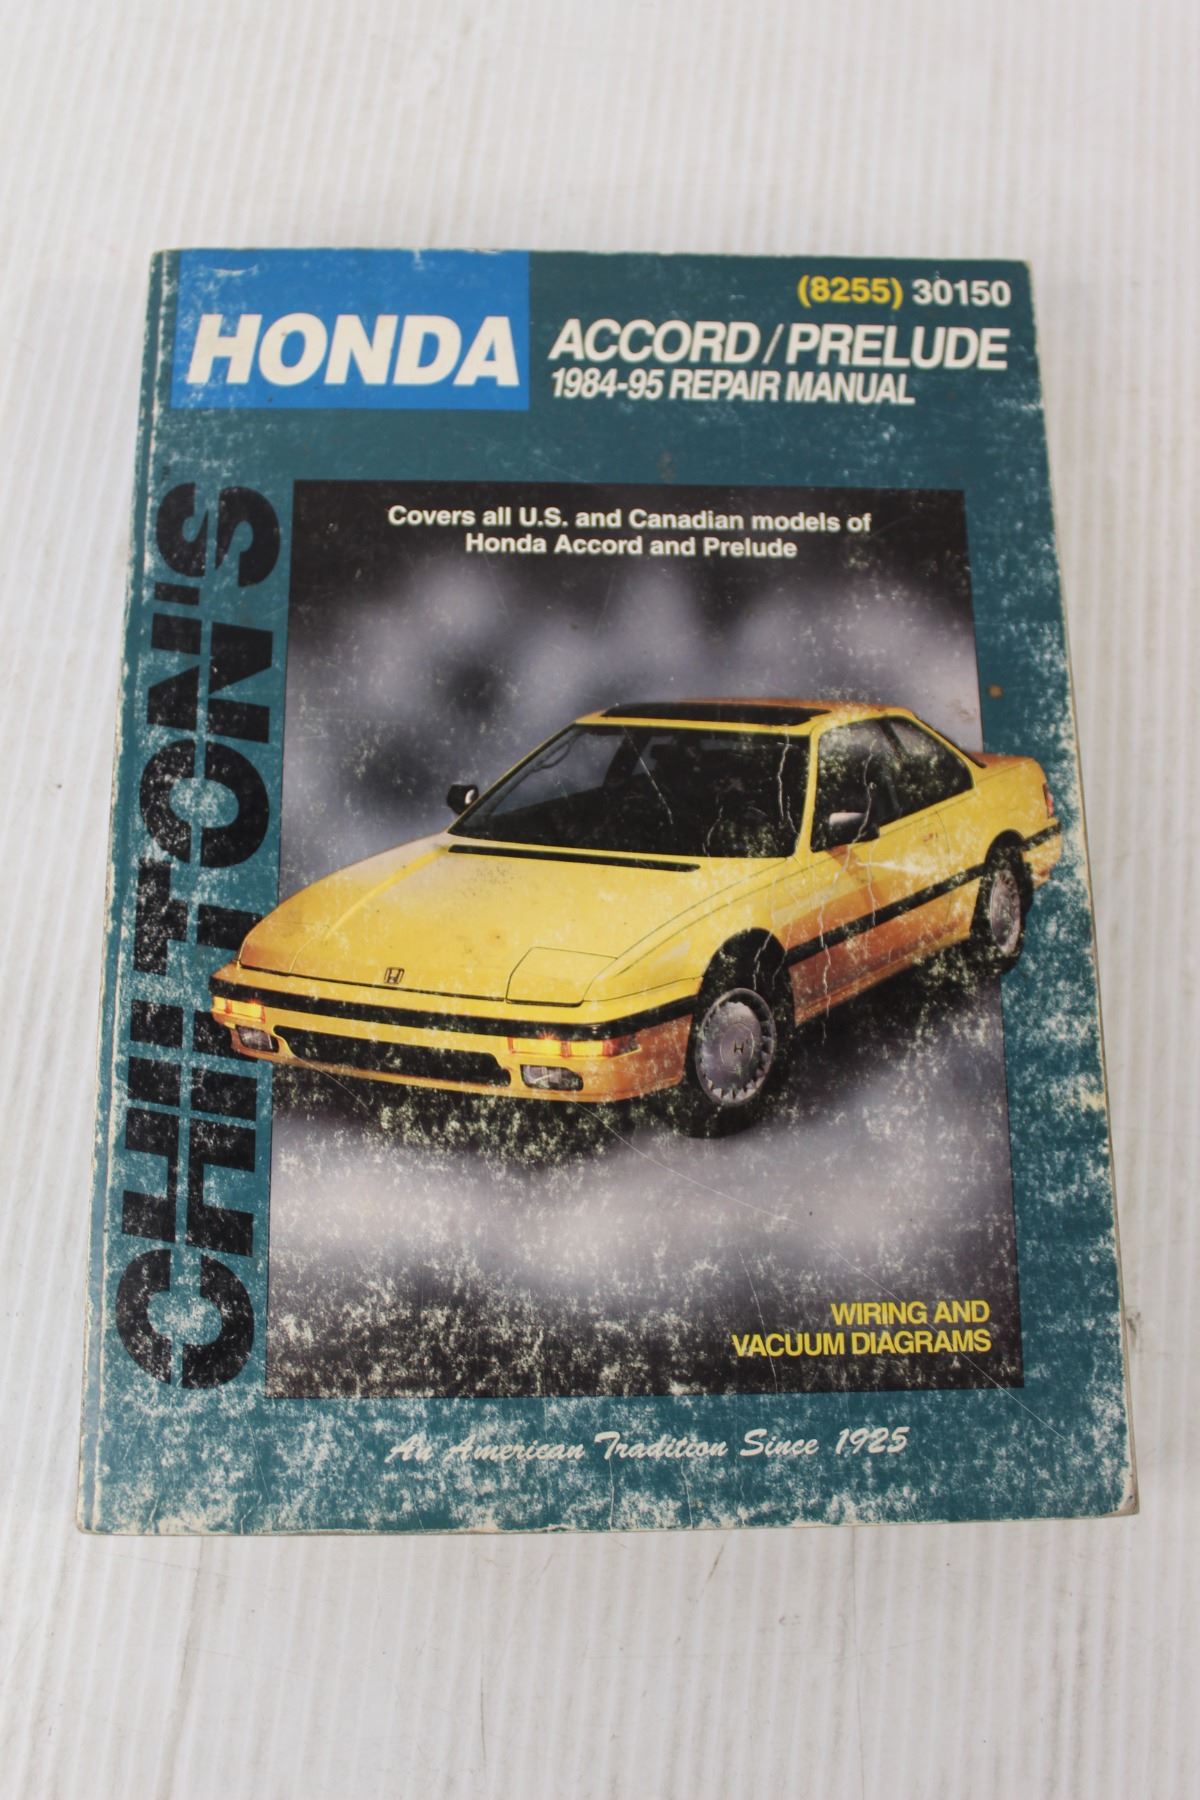 HONDA
(8255) 30150
ACCORD/PRELUDE
1984-95 REPAIR MANUAL
CHILTON'S
Covers all U.S. and Canadian models of
Honda Accord and Prelude
WIRING AND
VACUUM DIAGRAMS
An American Tradition Since 1925